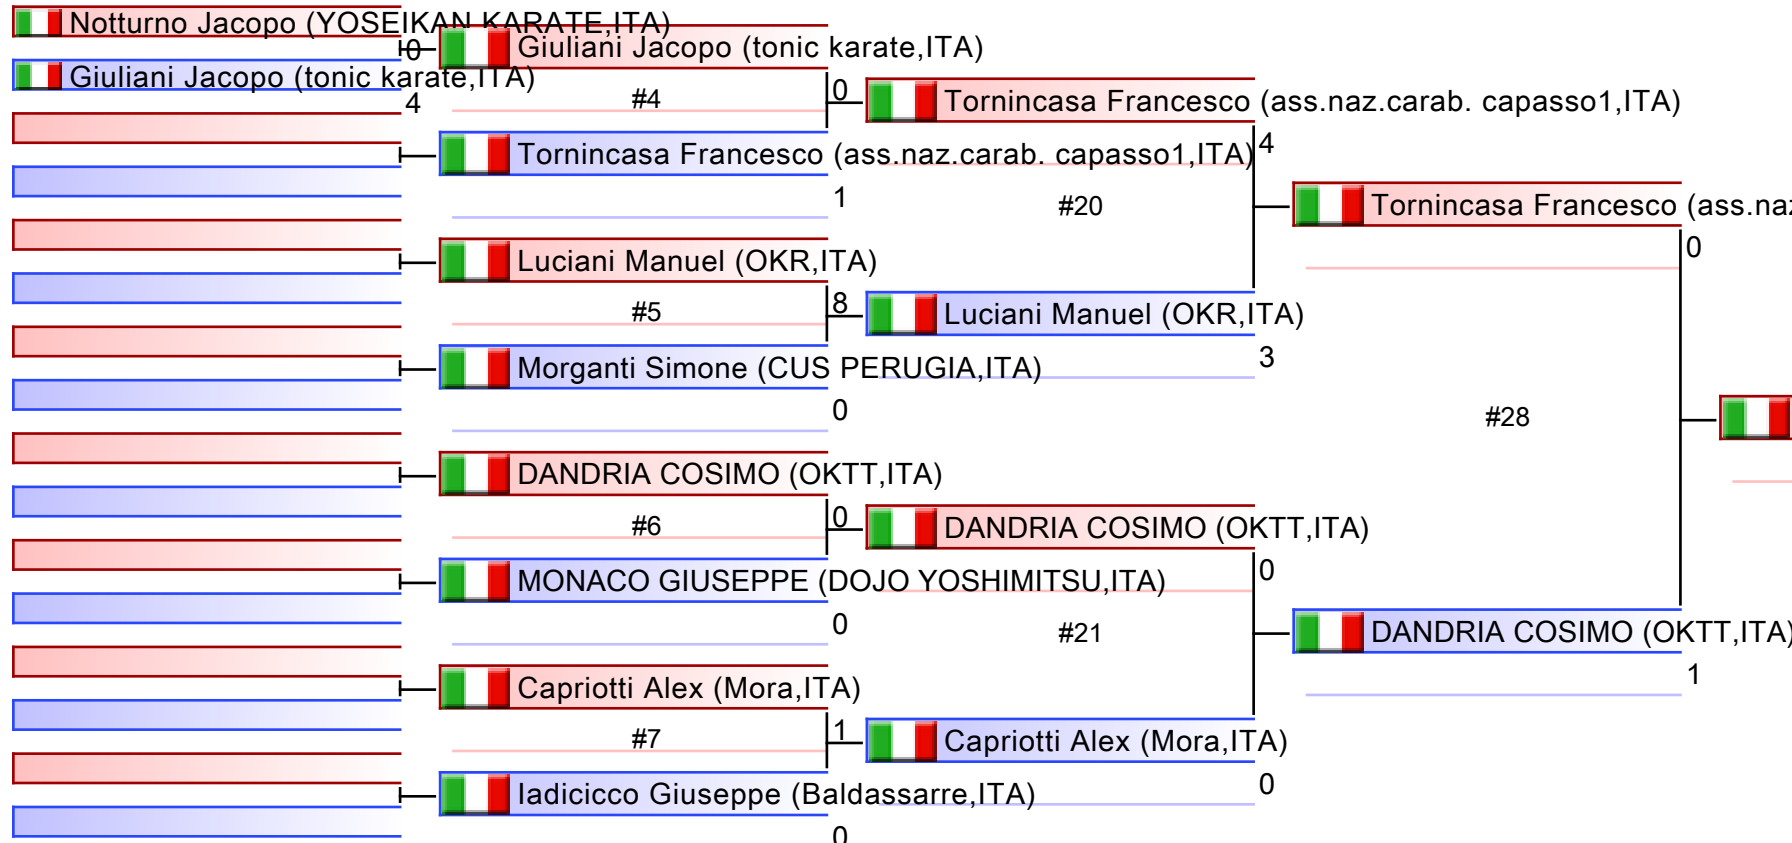 Notturno Jacopo (YOSEIKAN KARATE,ITA)
0
Giuliani Jacopo (tonic karate,ITA)
4
Giuliani Jacopo (tonic karate,ITA)
0
#4
Tornincasa Francesco (ass.naz.carab. capasso1,ITA)
1
Luciani Manuel (OKR,ITA)
8
#5
Morganti Simone (CUS PERUGIA,ITA)
0
DANDRIA COSIMO (OKTT,ITA)
0
#6
MONACO GIUSEPPE (DOJO YOSHIMITSU,ITA)
0
Capriotti Alex (Mora,ITA)
1
#7
Iadicicco Giuseppe (Baldassarre,ITA)
0
Tornincasa Francesco (ass.naz.carab. capasso1,ITA)
4
#20
Luciani Manuel (OKR,ITA)
3
DANDRIA COSIMO (OKTT,ITA)
0
#21
Capriotti Alex (Mora,ITA)
0
Tornincasa Francesco (ass.naz
0
#28
DANDRIA COSIMO (OKTT,ITA)
1